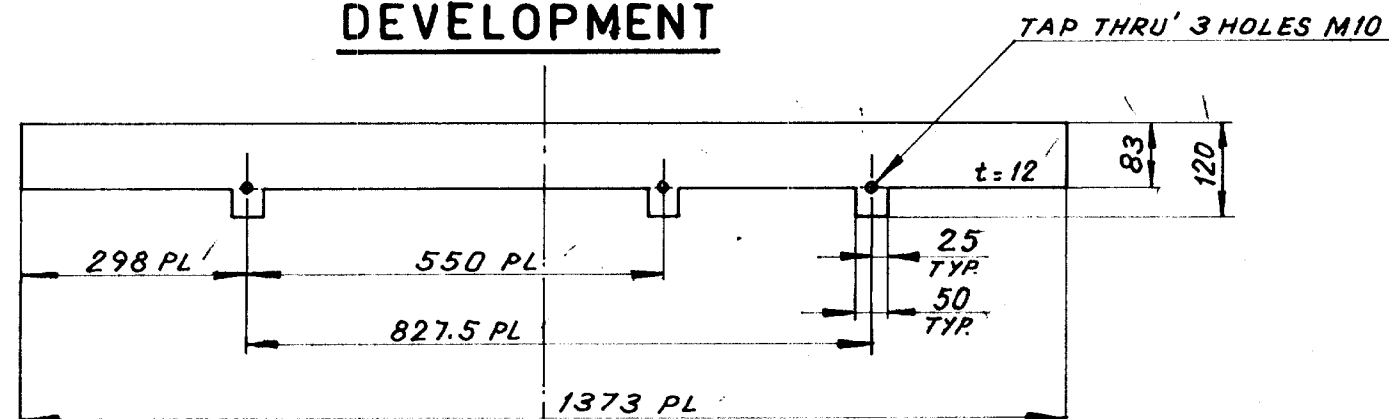 DEVELOPMENT
TAP THRU' 3 HOLES M10
83
120
t=12
298 PL
550 PL
25
TYP.
50
TYP.
827.5 PL
1373 PL